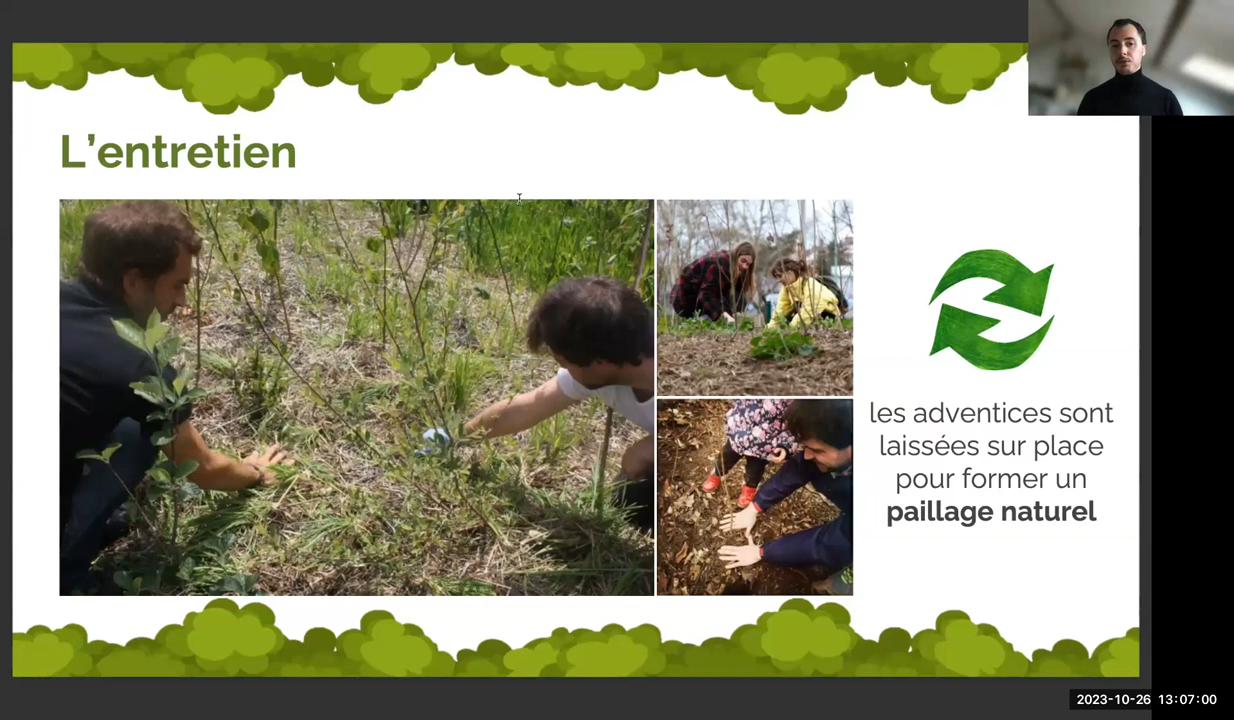 L’entretien
les adventices sont
laissées sur place
pour former un
paillage naturel
2023-10-26 13:07:00